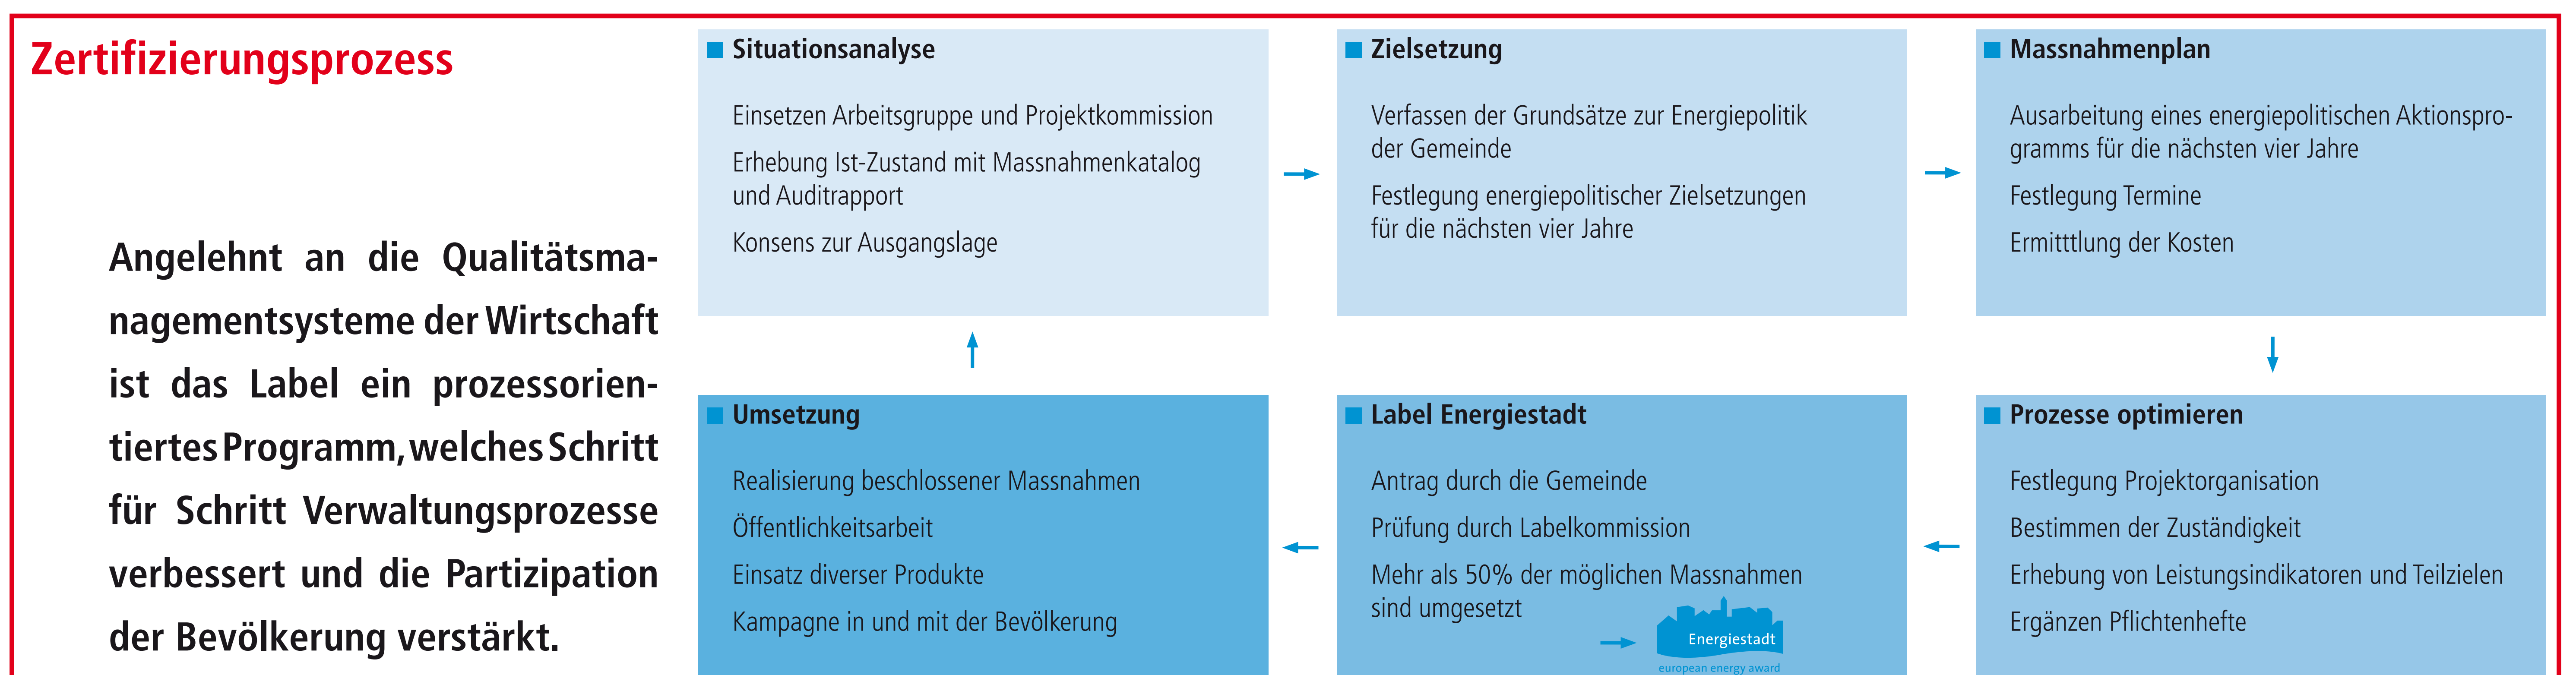 Zertifizierungsprozess
Angelehnt an die Qualitätsma-
nagementsysteme der Wirtschaft
ist das Label ein prozessorien-
tiertes Programm, welches Schritt
für Schritt Verwaltungsprozesse
verbessert und die Partizipation
der Bevölkerung verstärkt.
Situationsanalyse
Einsetzen Arbeitsgruppe und Projektkommission
Erhebung Ist-Zustand mit Massnahmenkatalog
und Auditrapport
Konsens zur Ausgangslage
Zielsetzung
Verfassen der Grundsätze zur Energiepolitik
der Gemeinde
Festlegung energiepolitischer Zielsetzungen
für die nächsten vier Jahre
Massnahmenplan
Ausarbeitung eines energiepolitischen Aktionspro-
gramms für die nächsten vier Jahre
Festlegung Termine
Ermitttlung der Kosten
Prozesse optimieren
Festlegung Projektorganisation
Bestimmen der Zuständigkeit
Erhebung von Leistungsindikatoren und Teilzielen
Ergänzen Pflichtenhefte
Label Energiestadt
Antrag durch die Gemeinde
Prüfung durch Labelkommission
Mehr als 50% der möglichen Massnahmen
sind umgesetzt
Energiestadt
european energy award
Umsetzung
Realisierung beschlossener Massnahmen
Öffentlichkeitsarbeit
Einsatz diverser Produkte
Kampagne in und mit der Bevölkerung